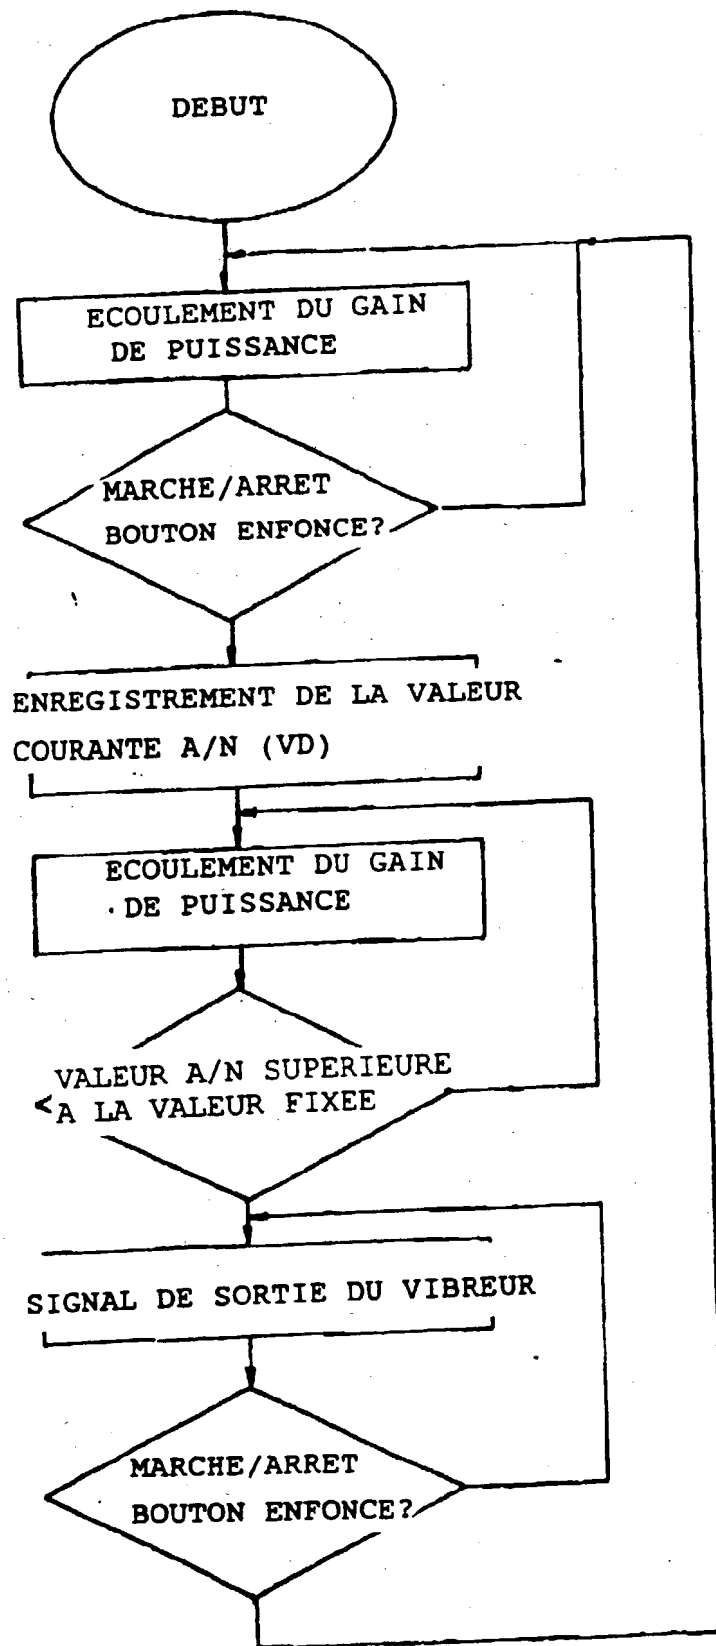 DEBUT
ECOULEMENT DU GAIN
DE PUISSANCE
MARCHE/ARRET
BOUTON ENFONCE?
ENREGISTREMENT DE LA VALEUR
COURANTE A/N (VD)
ECOULEMENT DU GAIN
DE PUISSANCE
VALEUR A/N SUPERIEURE
A LA VALEUR FIXEE
SIGNAL DE SORTIE DU VIBREUR
MARCHE/ARRET
BOUTON ENFONCE?